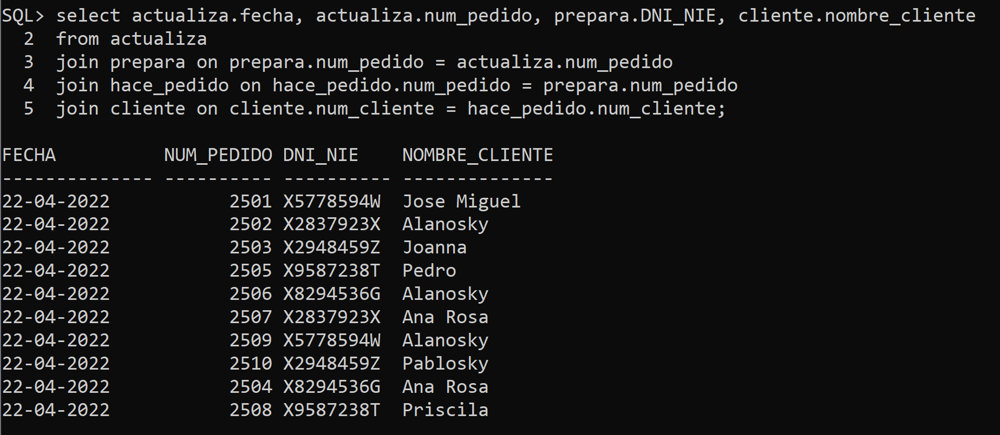 SQL> select actualiza.fecha, actualiza.num_pedido, prepara.DNI_NIE, cliente.nombre_cliente
  2  from actualiza
  3  join prepara on prepara.num_pedido = actualiza.num_pedido
  4  join hace_pedido on hace_pedido.num_pedido = prepara.num_pedido
  5  join cliente on cliente.num_cliente = hace_pedido.num_cliente;

FECHA          NUM_PEDIDO DNI_NIE    NOMBRE_CLIENTE
-------------- ---------- ---------- --------------
22-04-2022           2501 X5778594W  Jose Miguel
22-04-2022           2502 X2837923X  Alanosky
22-04-2022           2503 X2948459Z  Joanna
22-04-2022           2505 X9587238T  Pedro
22-04-2022           2506 X8294536G  Alanosky
22-04-2022           2507 X2837923X  Ana Rosa
22-04-2022           2509 X5778594W  Alanosky
22-04-2022           2510 X2948459Z  Pablosky
22-04-2022           2504 X8294536G  Ana Rosa
22-04-2022           2508 X9587238T  Priscila